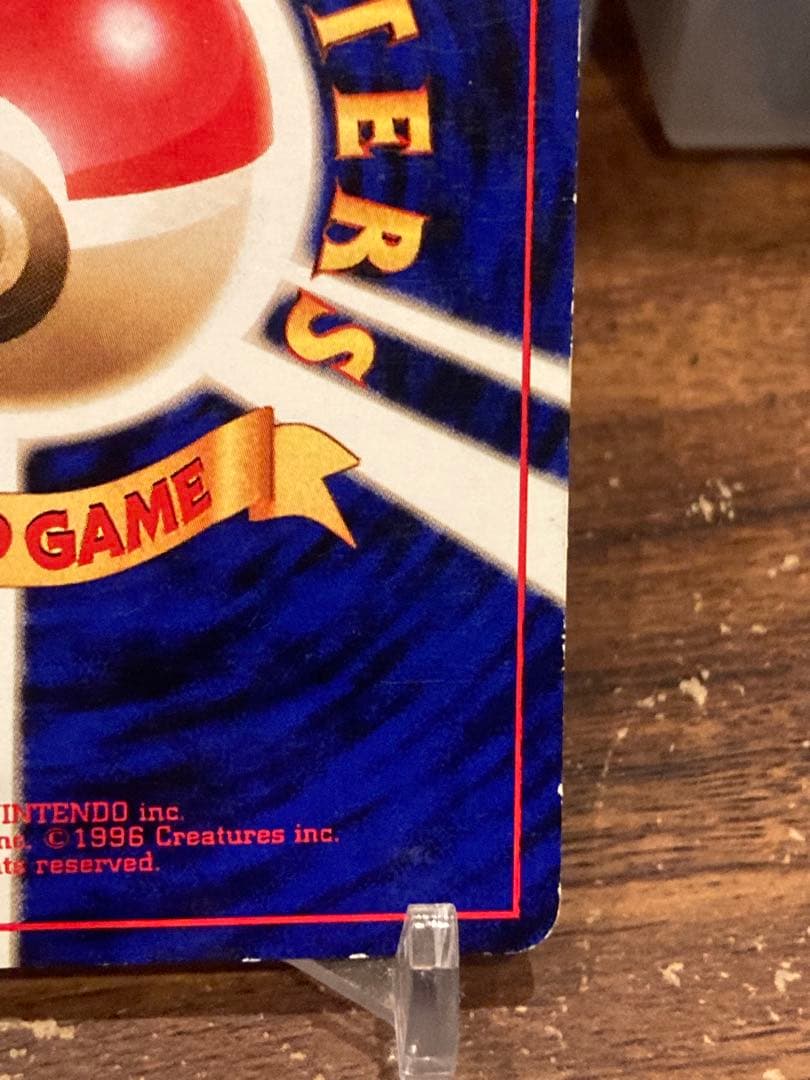 TERS
GAME
NINTENDO inc.
©1996 Creatures inc.
reserved.